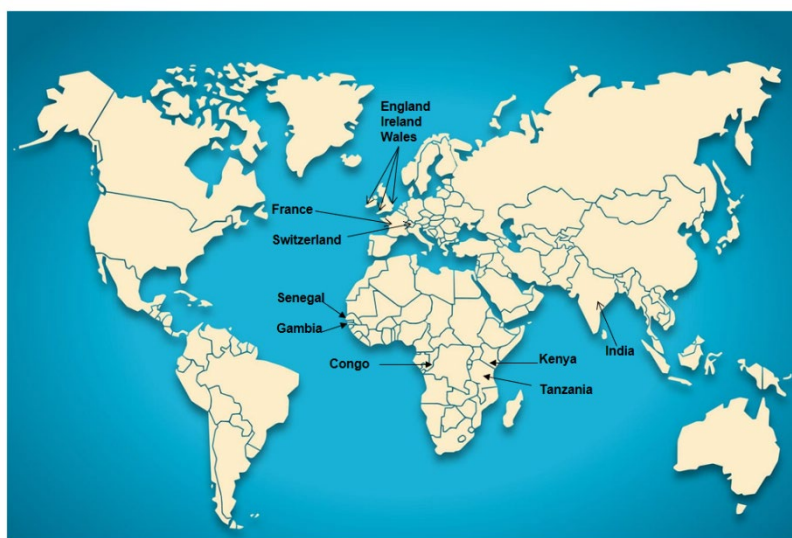 England
Ireland
Wales
France
Switzerland
Senegal
Gambia
Congo
Kenya
India
Tanzania